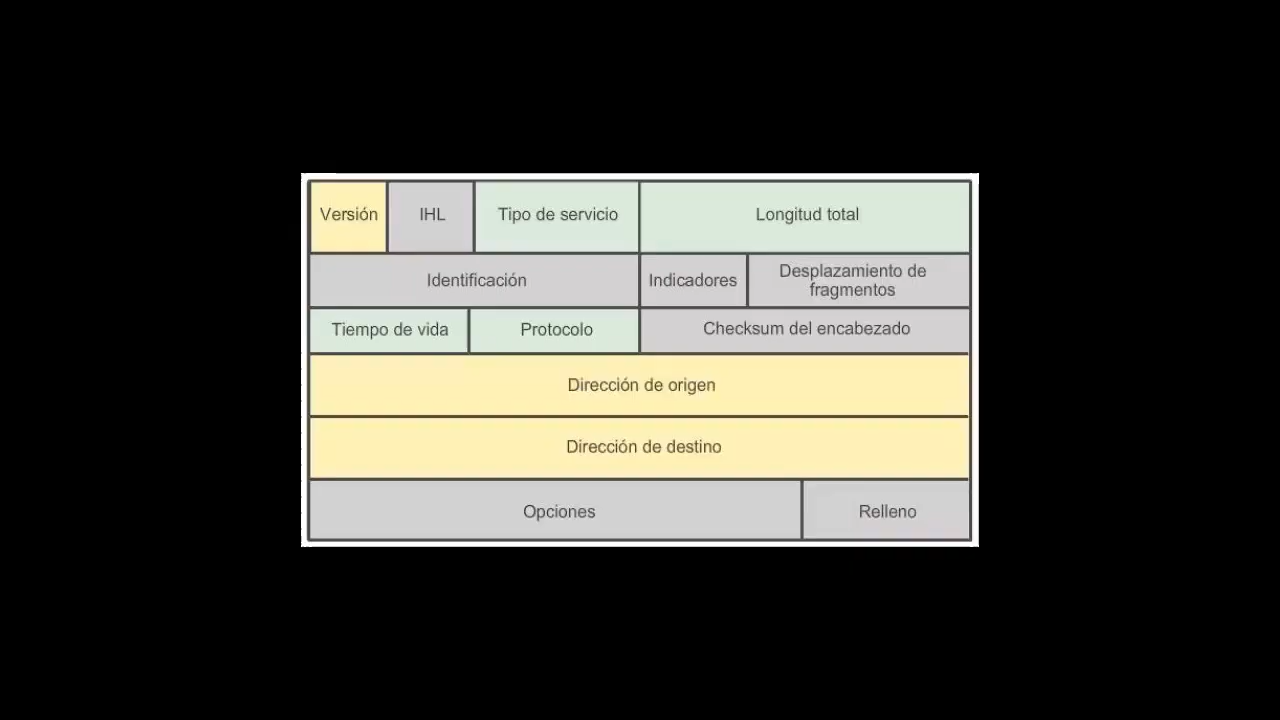 Versión
IHL
Tipo de servicio
Longitud total
Identificación
Indicadores
Desplazamiento de
fragmentos
Tiempo de vida
Protocolo
Checksum del encabezado
Dirección de origen
Dirección de destino
Opciones
Relleno